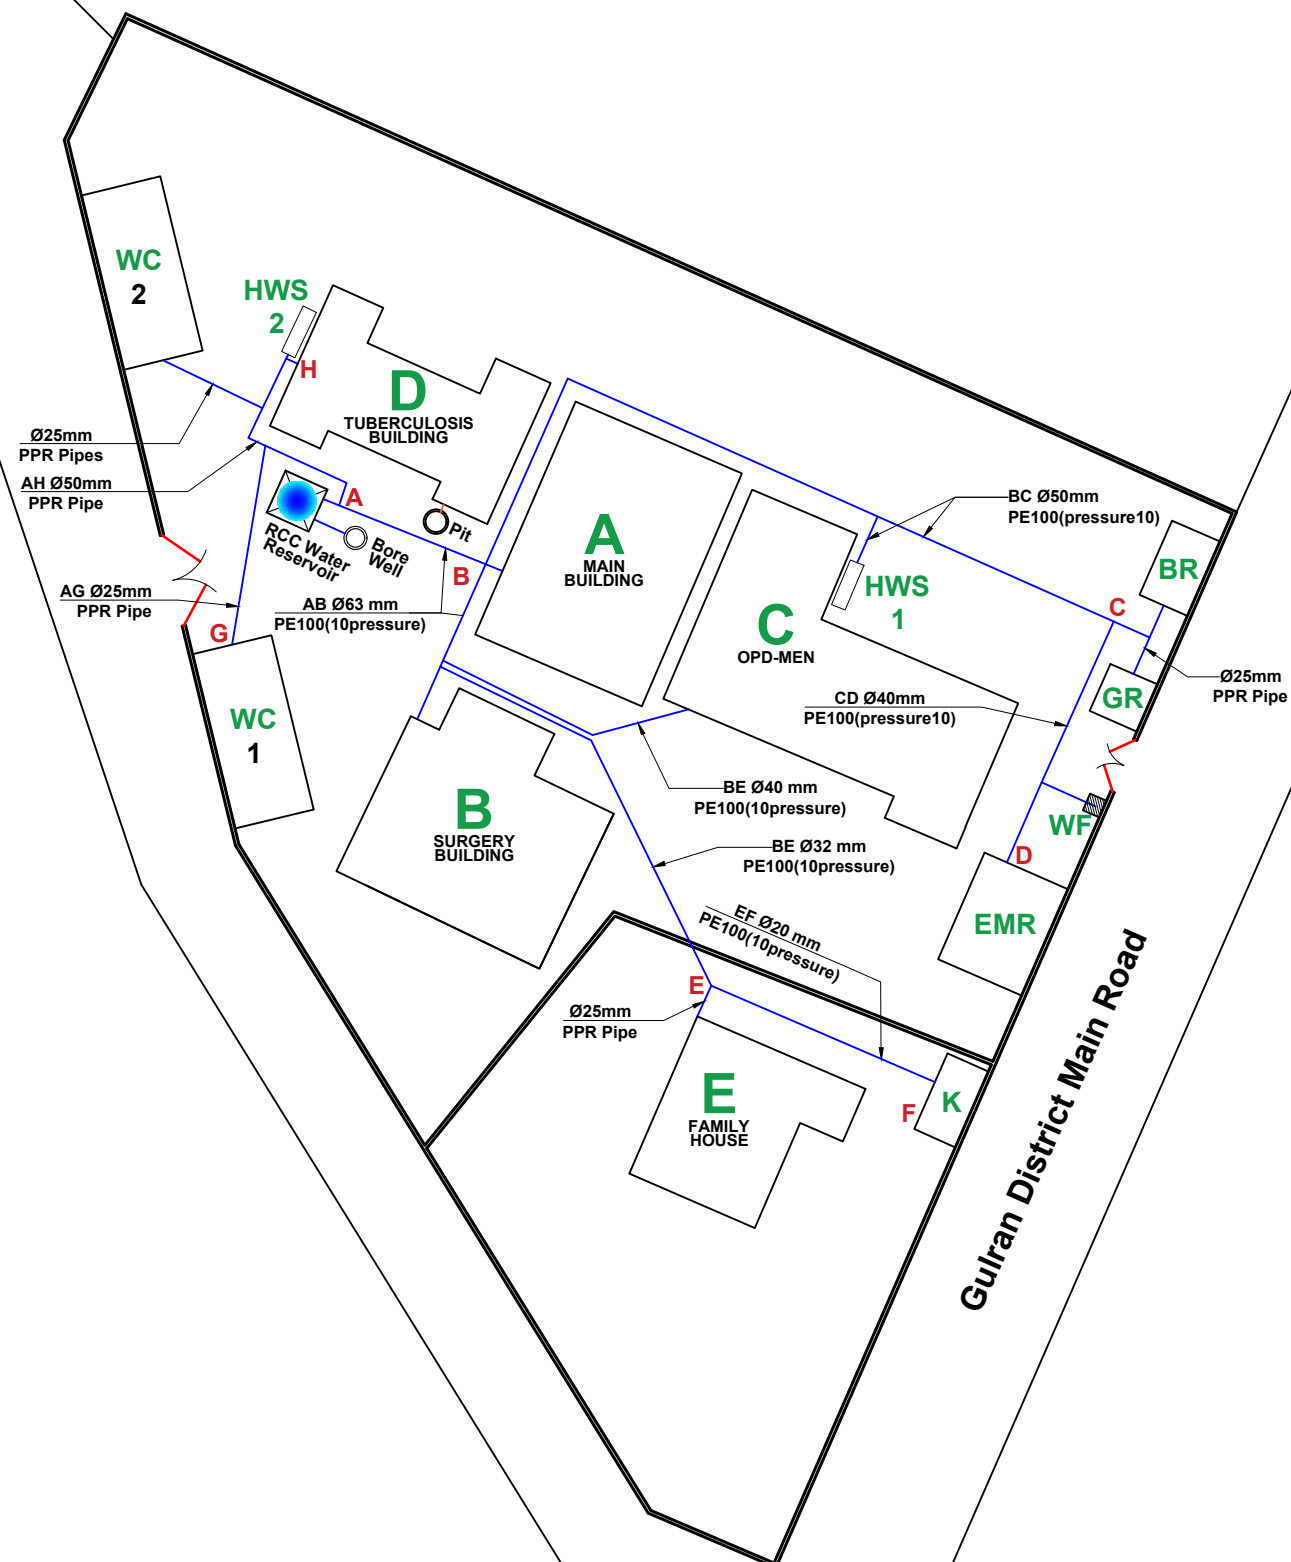 WC
2
HWS
2
H
D
TUBERCULOSIS
BUILDING
Ø25mm
PPR Pipes
AH Ø50mm
PPR Pipe
A
Pit
RCC Water
Reservoir
Bore
Well
B
AG Ø25mm
PPR Pipe
AB Ø63 mm
PE100(10pressure)
G
WC
1
A
MAIN
BUILDING
BC Ø50mm
PE100(pressure10)
BR
HWS
1
C
C
OPD-MEN
Ø25mm
PPR Pipe
GR
CD Ø40mm
PE100(pressure10)
BE Ø40 mm
PE100(10pressure)
WF
B
SURGERY
BUILDING
BE Ø32 mm
PE100(10pressure)
D
EMR
EF Ø20 mm
PE100(10pressure)
E
Ø25mm
PPR Pipe
E
FAMILY
HOUSE
F
K
Gulran District Main Road